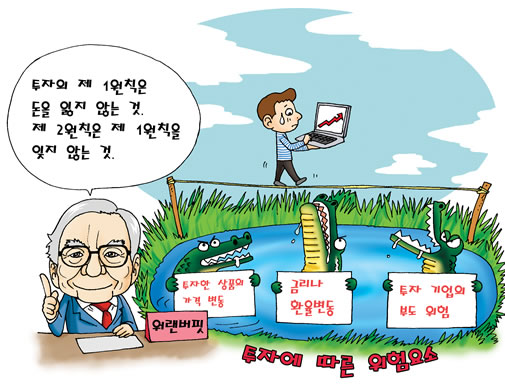 투자의 제 1원칙은
돈을 잃지 않는 것.
제 2원칙은 제 1원칙을
잊지 않는 것.
투자한 상품의
가격 변동
금리나
환율변동
투자 기업의
부도 위험
워랜버핏
투자에 따른 위험요소